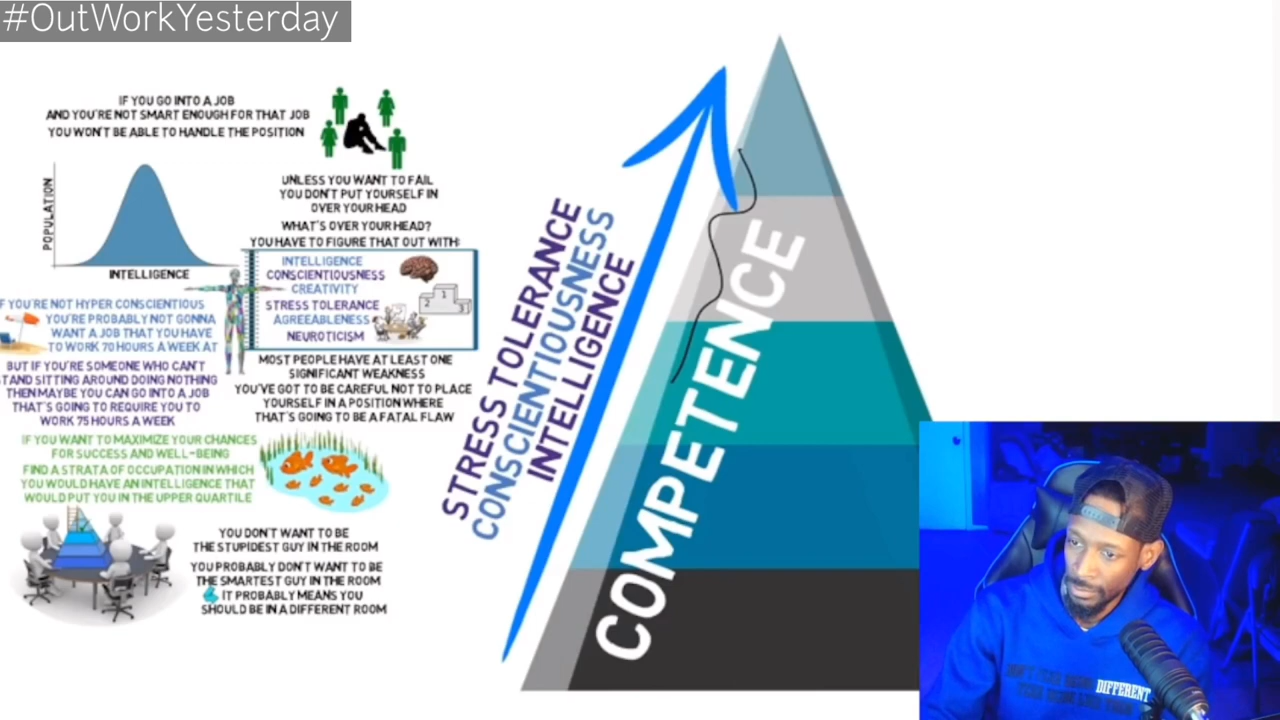 #OutWorkYesterday
IF YOU GO INTO A JOB
AND YOU'RE NOT SMART ENOUGH FOR THAT JOB
YOU WON'T BE ABLE TO HANDLE THE POSITION
POPULATION
INTELLIGENCE
UNLESS YOU WANT TO FAIL
YOU DON'T PUT YOURSELF IN
OVER YOUR HEAD
WHAT'S OVER YOUR HEAD?
YOU HAVE TO FIGURE THAT OUT WITH:
INTELLIGENCE
CONSCIENTIOUSNESS
CREATIVITY
STRESS TOLERANCE
AGREEABLENESS
NEUROTICISM
2 1 3
F YOU'RE NOT HYPER CONSCIENTIOUS
YOU'RE PROBABLY NOT GONNA
WANT A JOB THAT YOU HAVE
TO WORK 70 HOURS A WEEK AT
BUT IF YOU'RE SOMEONE WHO CAN'T
TAND SITTING AROUND DOING NOTHING
THEN MAYBE YOU CAN GO INTO A JOB
THAT'S GOING TO REQUIRE YOU TO
WORK 75 HOURS A WEEK
MOST PEOPLE HAVE AT LEAST ONE
SIGNIFICANT WEAKNESS
YOU'VE GOT TO BE CAREFUL NOT TO PLACE
YOURSELF IN A POSITION WHERE
THAT'S GOING TO BE A FATAL FLAW
IF YOU WANT TO MAXIMIZE YOUR CHANCES
FOR SUCCESS AND WELL-BEING
FIND A STRATA OF OCCUPATION IN WHICH
YOU WOULD HAVE AN INTELLIGENCE THAT
WOULD PUT YOU IN THE UPPER QUARTILE
YOU DON'T WANT TO BE
THE STUPIDEST GUY IN THE ROOM
YOU PROBABLY DON'T WANT TO BE
THE SMARTEST GUY IN THE ROOM
IT PROBABLY MEANS YOU
SHOULD BE IN A DIFFERENT ROOM
STRESS TOLERANCE
CONSCIENTIOUSNESS
INTELLIGENCE
COMPETENCE
DIFFERENT